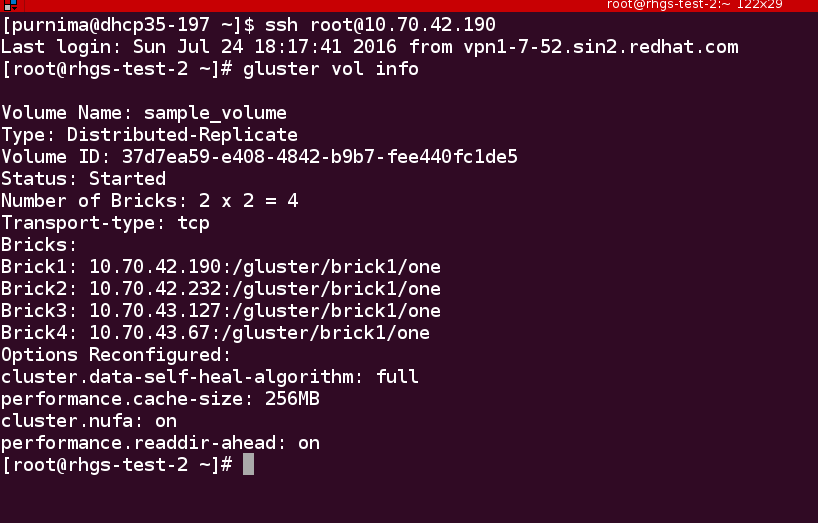 root@rhgs-test-2:~ 122x29
[purnima@dhcp35-197 ~]$ ssh root@10.70.42.190
Last login: Sun Jul 24 18:17:41 2016 from vpn1-7-52.sin2.redhat.com
[root@rhgs-test-2 ~]# gluster vol info

Volume Name: sample_volume
Type: Distributed-Replicate
Volume ID: 37d7ea59-e408-4842-b9b7-fee440fc1de5
Status: Started
Number of Bricks: 2 x 2 = 4
Transport-type: tcp
Bricks:
Brick1: 10.70.42.190:/gluster/brick1/one
Brick2: 10.70.42.232:/gluster/brick1/one
Brick3: 10.70.43.127:/gluster/brick1/one
Brick4: 10.70.43.67:/gluster/brick1/one
Options Reconfigured:
cluster.data-self-heal-algorithm: full
performance.cache-size: 256MB
cluster.nufa: on
performance.readdir-ahead: on
[root@rhgs-test-2 ~]#